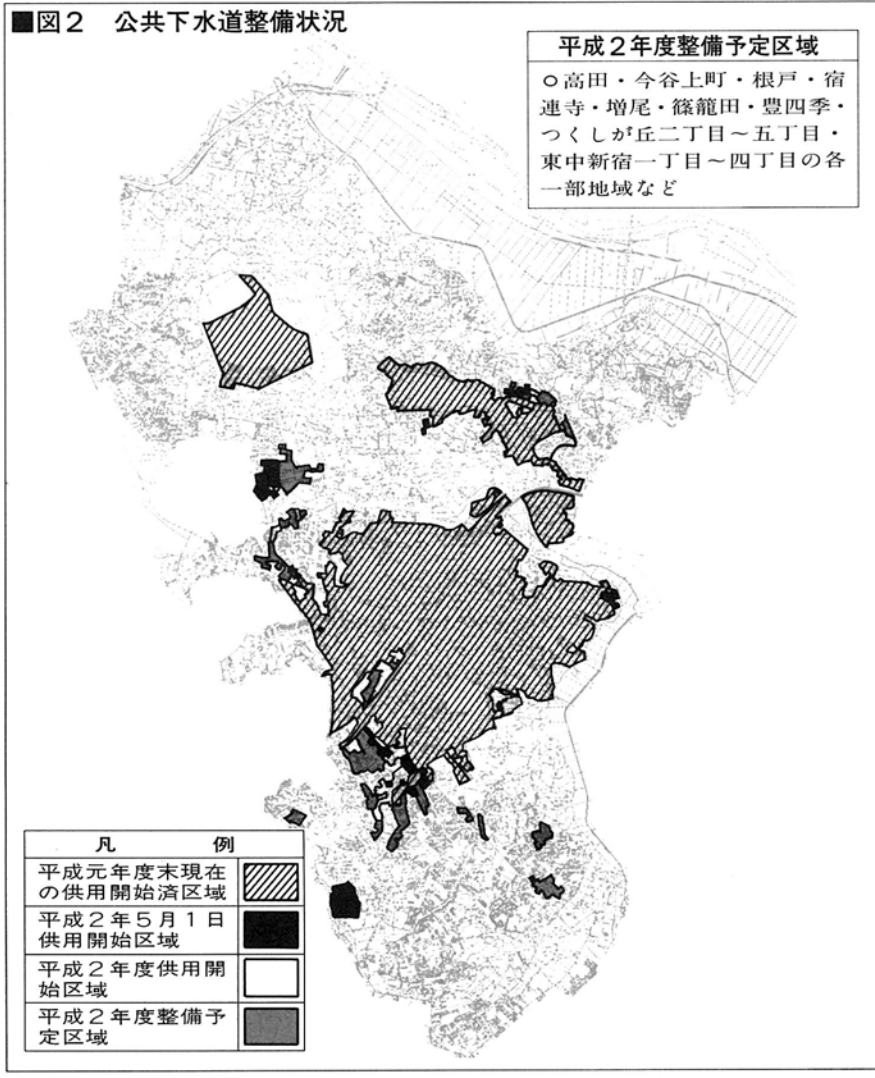 ■図2 公共下水道整備状況
平成2年度整備予定区域
○高田・今谷上町・根戸・宿
連寺・増尾・篠籠田・豊四季・
つくしが丘二丁目～五丁目・
東中新宿一丁目～四丁目の各
一部地域など
凡 例
平成元年度末現在
の供用開始済区域
平成2年5月1日
供用開始区域
平成2年度供用開
始区域
平成2年度整備予
定区域